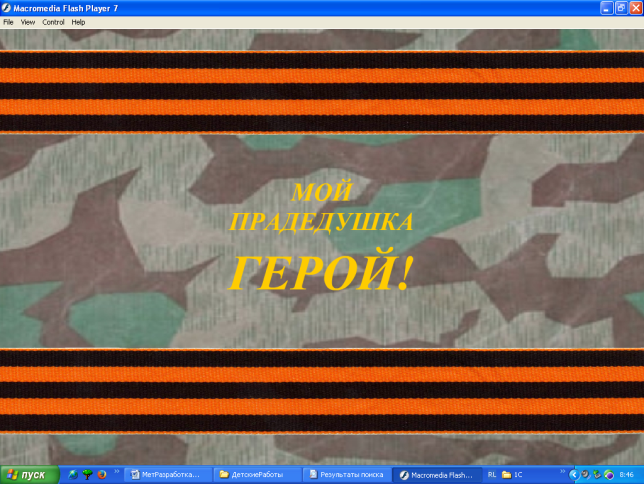 Macromedia Flash Player 7
File View Control Help
МОЙ
ПРАДЕДУШКА
ГЕРОЙ!
пуск
МетРазработка...
ДетскиеРаботы
Результаты поиска
Macromedia Flash...
RL
1C
8:46